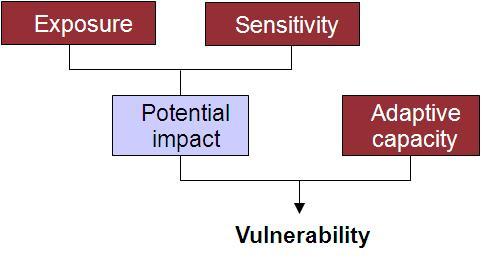 Exposure
Sensitivity
Potential
impact
Adaptive
capacity
Vulnerability